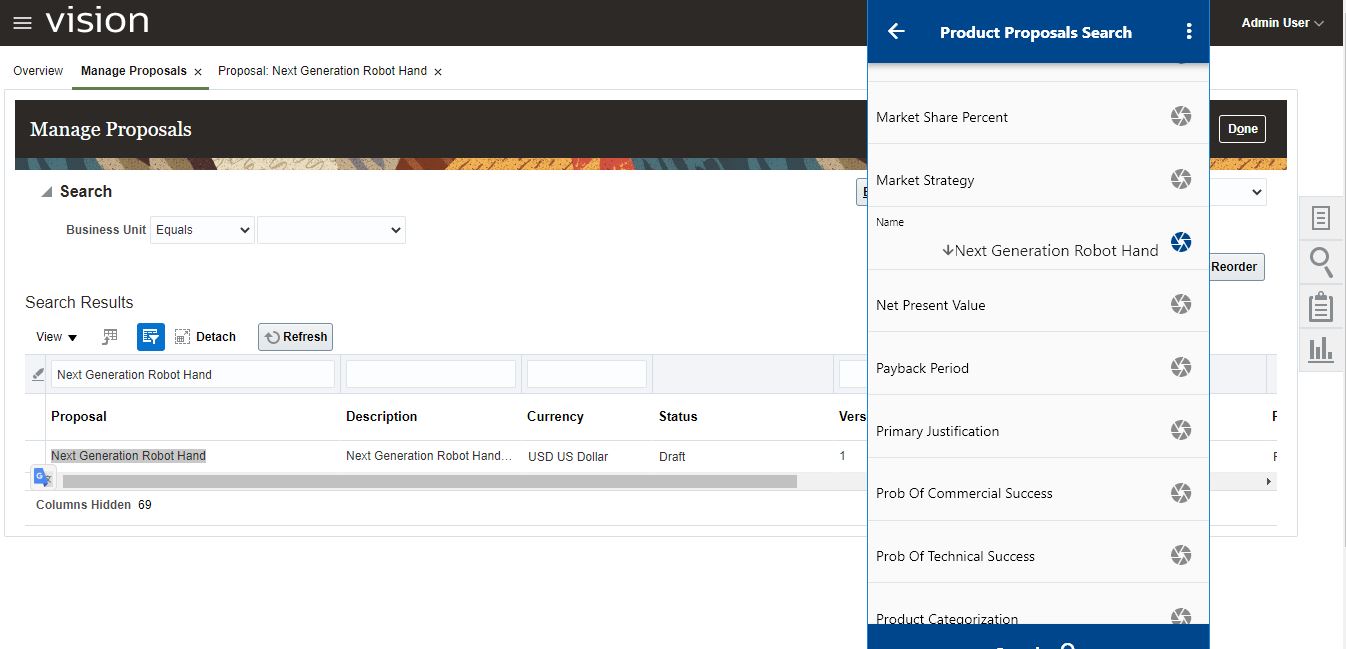 vision
Admin User
Overview
Manage Proposals
Proposal: Next Generation Robot Hand
Manage Proposals
Done
Search
Business Unit Equals
Reorder
Search Results
View
Detach
Refresh
Next Generation Robot Hand
Proposal Description Currency Status Vers
Next Generation Robot Hand Next Generation Robot Hand... USD US Dollar Draft 1
Columns Hidden 69
Product Proposals Search
Market Share Percent
Market Strategy
Name
↓Next Generation Robot Hand
Net Present Value
Payback Period
Primary Justification
Prob Of Commercial Success
Prob Of Technical Success
Product Categorization